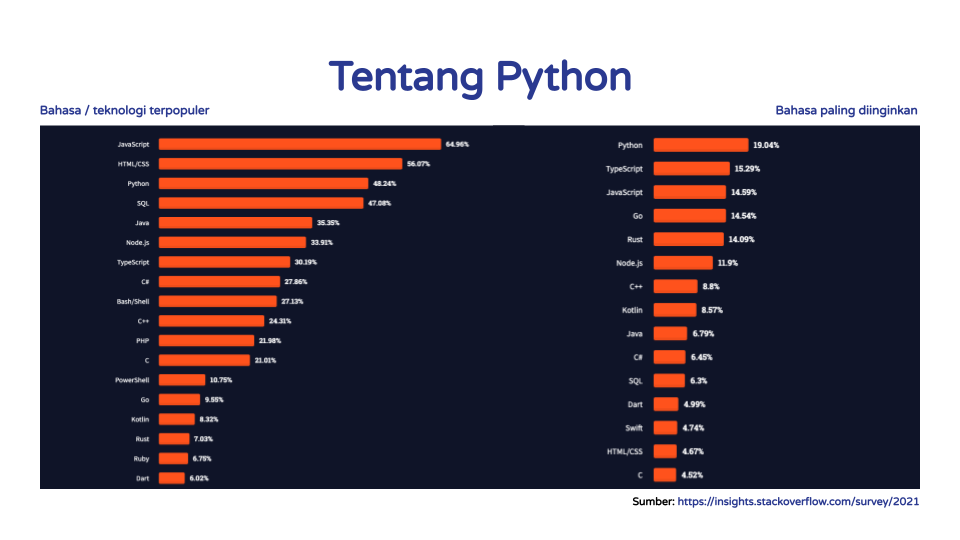 Tentang Python
Bahasa / teknologi terpopuler
Bahasa paling diinginkan
JavaScript 64.96%
HTML/CSS 56.07%
Python 48.24%
SQL 47.08%
Java 35.35%
Node.js 33.91%
TypeScript 30.19%
C# 27.86%
Bash/Shell 27.13%
C++ 24.31%
PHP 21.98%
C 21.01%
PowerShell 10.75%
Go 9.55%
Kotlin 8.32%
Rust 7.03%
Ruby 6.75%
Dart 6.02%
Python 19.04%
TypeScript 15.29%
JavaScript 14.59%
Go 14.54%
Rust 14.09%
Node.js 11.9%
C++ 8.8%
Kotlin 8.57%
Java 6.79%
C# 6.45%
SQL 6.3%
Dart 4.99%
Swift 4.74%
HTML/CSS 4.67%
C 4.52%
Sumber: https://insights.stackoverflow.com/survey/2021